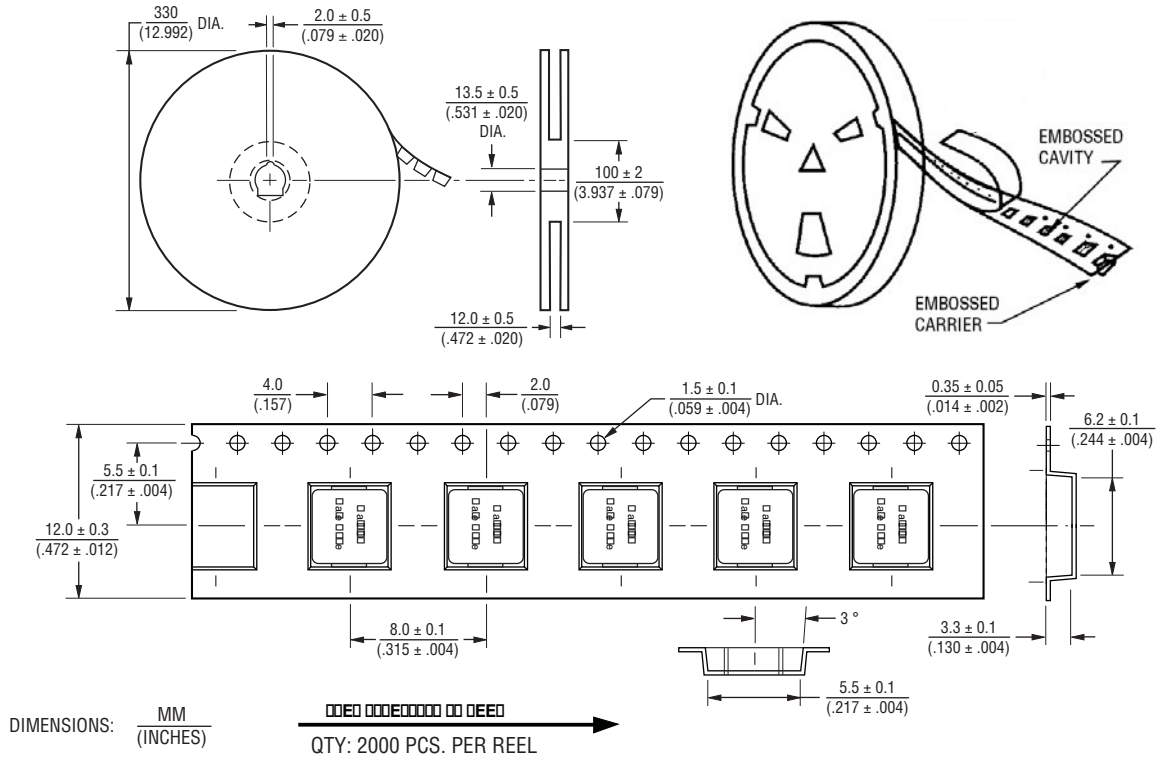 330
(12.992)
DIA.
2.0 ± 0.5
(.079 ± .020)
13.5 ± 0.5
(.531 ± .020)
DIA.
100 ± 2
(3.937 ± .079)
12.0 ± 0.5
(.472 ± .020)
EMBOSSED
CAVITY
EMBOSSED
CARRIER
4.0
(.157)
2.0
(.079)
1.5 ± 0.1
(.059 ± .004)
DIA.
0.35 ± 0.05
(.014 ± .002)
6.2 ± 0.1
(.244 ± .004)
5.5 ± 0.1
(.217 ± .004)
12.0 ± 0.3
(.472 ± .012)
8.0 ± 0.1
(.315 ± .004)
3 °
3.3 ± 0.1
(.130 ± .004)
5.5 ± 0.1
(.217 ± .004)
DIMENSIONS:
MM
(INCHES)
QTY: 2000 PCS. PER REEL